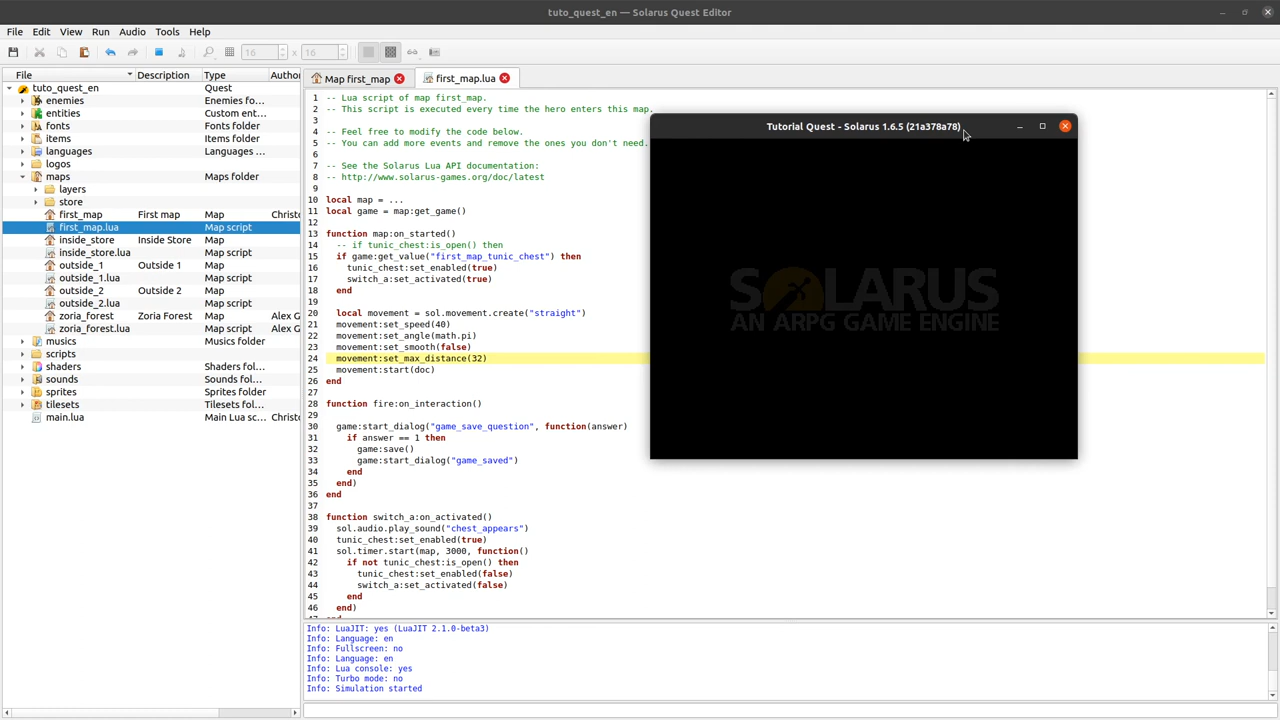 tuto_quest_en — Solarus Quest Editor
File Edit View Run Audio Tools Help
16 x 16
File Description Type Author
tuto_quest_en Quest
enemies Enemies fo...
entities Custom ent...
fonts Fonts folder
items Items folder
languages Languages...
logos
maps Maps folder
layers
store
first_map First map Map Christo
first_map.lua Map script
inside_store Inside Store Map
inside_store.lua Map script
outside_1 Outside 1 Map
outside_1.lua Map script
outside_2 Outside 2 Map
outside_2.lua Map script
zoria_forest Zoria Forest Map Alex G
zoria_forest.lua Map script Alex G
musics Musics folder
scripts
shaders Shaders fol...
sounds Sounds fol...
sprites Sprites folder
tilesets Tilesets fol...
main.lua Main Lua sc... Christo
Map first_map first_map.lua
1 -- Lua script of map first_map.
2 -- This script is executed every time the hero enters this map.
3
4 -- Feel free to modify the code below.
5 -- You can add more events and remove the ones you don't need.
6
7 -- See the Solarus Lua API documentation:
8 -- http://www.solarus-games.org/doc/latest
9
10 local map = ...
11 local game = map:get_game()
12
13 function map:on_started()
14 -- if tunic_chest:is_open() then
15 if game:get_value("first_map_tunic_chest") then
16 tunic_chest:set_enabled(true)
17 switch_a:set_activated(true)
18 end
19
20 local movement = sol.movement.create("straight")
21 movement:set_speed(40)
22 movement:set_angle(math.pi)
23 movement:set_smooth(false)
24 movement:set_max_distance(32)
25 movement:start(doc)
26 end
27
28 function fire:on_interaction()
29
30 game:start_dialog("game_save_question", function(answer)
31 if answer == 1 then
32 game:save()
33 game:start_dialog("game_saved")
34 end
35 end)
36 end
37
38 function switch_a:on_activated()
39 sol.audio.play_sound("chest_appears")
40 tunic_chest:set_enabled(true)
41 sol.timer.start(map, 3000, function()
42 if not tunic_chest:is_open() then
43 tunic_chest:set_enabled(false)
44 switch_a:set_activated(false)
45 end
46 end)
Tutorial Quest - Solarus 1.6.5 (21a378a78)
SOLARUS
AN ARPG GAME ENGINE
Info: LuaJIT: yes (LuaJIT 2.1.0-beta3)
Info: Language: en
Info: Fullscreen: no
Info: Language: en
Info: Lua console: yes
Info: Turbo mode: no
Info: Simulation started